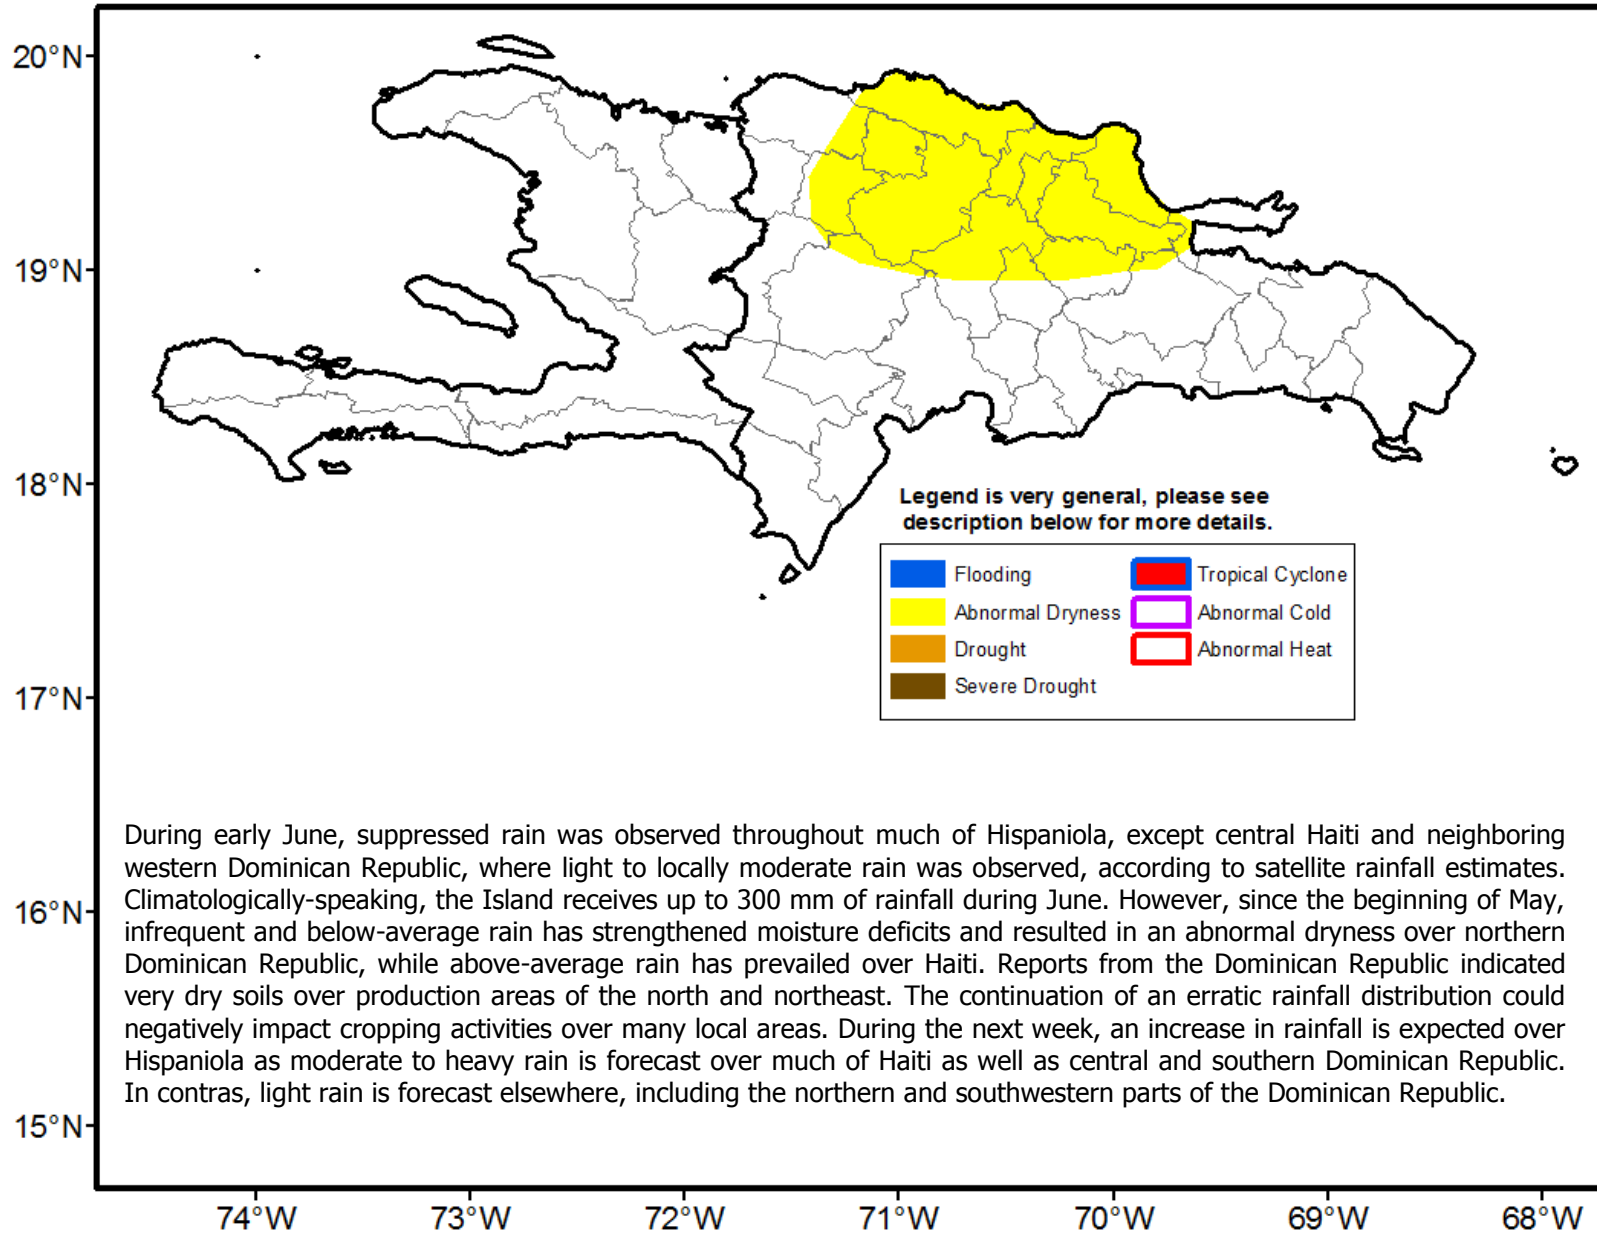 20°N
19°N
18°N
17°N
16°N
15°N
Legend is very general, please see
description below for more details.
Flooding
Tropical Cyclone
Abnormal Dryness
Abnormal Cold
Drought
Abnormal Heat
Severe Drought
During early June, suppressed rain was observed throughout much of Hispaniola, except central Haiti and neighboring
western Dominican Republic, where light to locally moderate rain was observed, according to satellite rainfall estimates.
Climatologically-speaking, the Island receives up to 300 mm of rainfall during June. However, since the beginning of May,
infrequent and below-average rain has strengthened moisture deficits and resulted in an abnormal dryness over northern
Dominican Republic, while above-average rain has prevailed over Haiti. Reports from the Dominican Republic indicated
very dry soils over production areas of the north and northeast. The continuation of an erratic rainfall distribution could
negatively impact cropping activities over many local areas. During the next week, an increase in rainfall is expected over
Hispaniola as moderate to heavy rain is forecast over much of Haiti as well as central and southern Dominican Republic.
In contras, light rain is forecast elsewhere, including the northern and southwestern parts of the Dominican Republic.
74°W
73°W
72°W
71°W
70°W
69°W
68°W